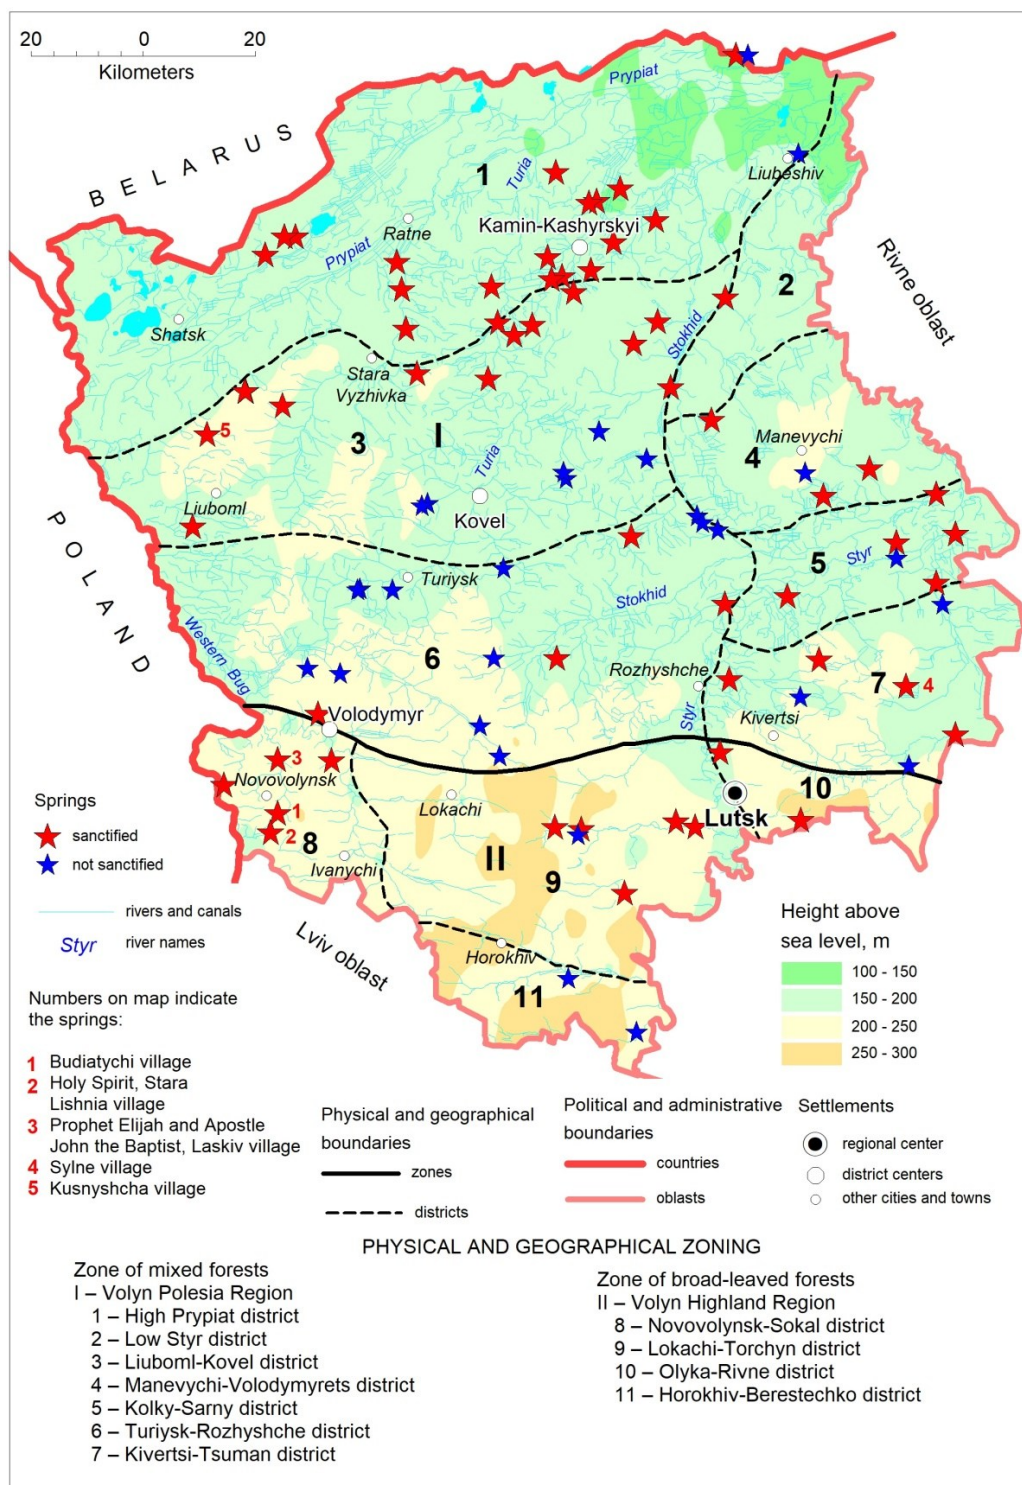 20 0 20
Kilometers
BELARUS
Prypiat
Liubeshiv
1
Turia
Kamin-Kashyrskyi
Ratne
Prypiat
Rivne oblast
2
Shatsk
Stokhid
Stara
Vyzhivka
5
3
I
Manevychi
4
Turia
Liuboml
Kovel
POLAND
Styr
5
Turiysk
Stokhid
Western Bug
6
Rozhyshche
7
4
Styr
Kivertsi
Volodymyr
3
Novovolynsk
10
Lokachi
Lutsk
1
2
8
Ivanychi
II
9
Lviv oblast
Horokhiv
11
Springs
sanctified
not sanctified
rivers and canals
Styr river names
Numbers on map indicate
the springs:
1 Budiatychi village
2 Holy Spirit, Stara
Lishnia village
3 Prophet Elijah and Apostle
John the Baptist, Laskiv village
4 Sylne village
5 Kusnyshcha village
Height above
sea level, m
100 - 150
150 - 200
200 - 250
250 - 300
Physical and geographical
boundaries
zones
districts
Political and administrative
boundaries
countries
oblasts
Settlements
regional center
district centers
other cities and towns
PHYSICAL AND GEOGRAPHICAL ZONING
Zone of mixed forests
I – Volyn Polesia Region
1 – High Prypiat district
2 – Low Styr district
3 – Liuboml-Kovel district
4 – Manevychi-Volodymyrets district
5 – Kolky-Sarny district
6 – Turiysk-Rozhyshche district
7 – Kivertsi-Tsuman district
Zone of broad-leaved forests
II – Volyn Highland Region
8 – Novovolynsk-Sokal district
9 – Lokachi-Torchyn district
10 – Olyka-Rivne district
11 – Horokhiv-Berestechko district